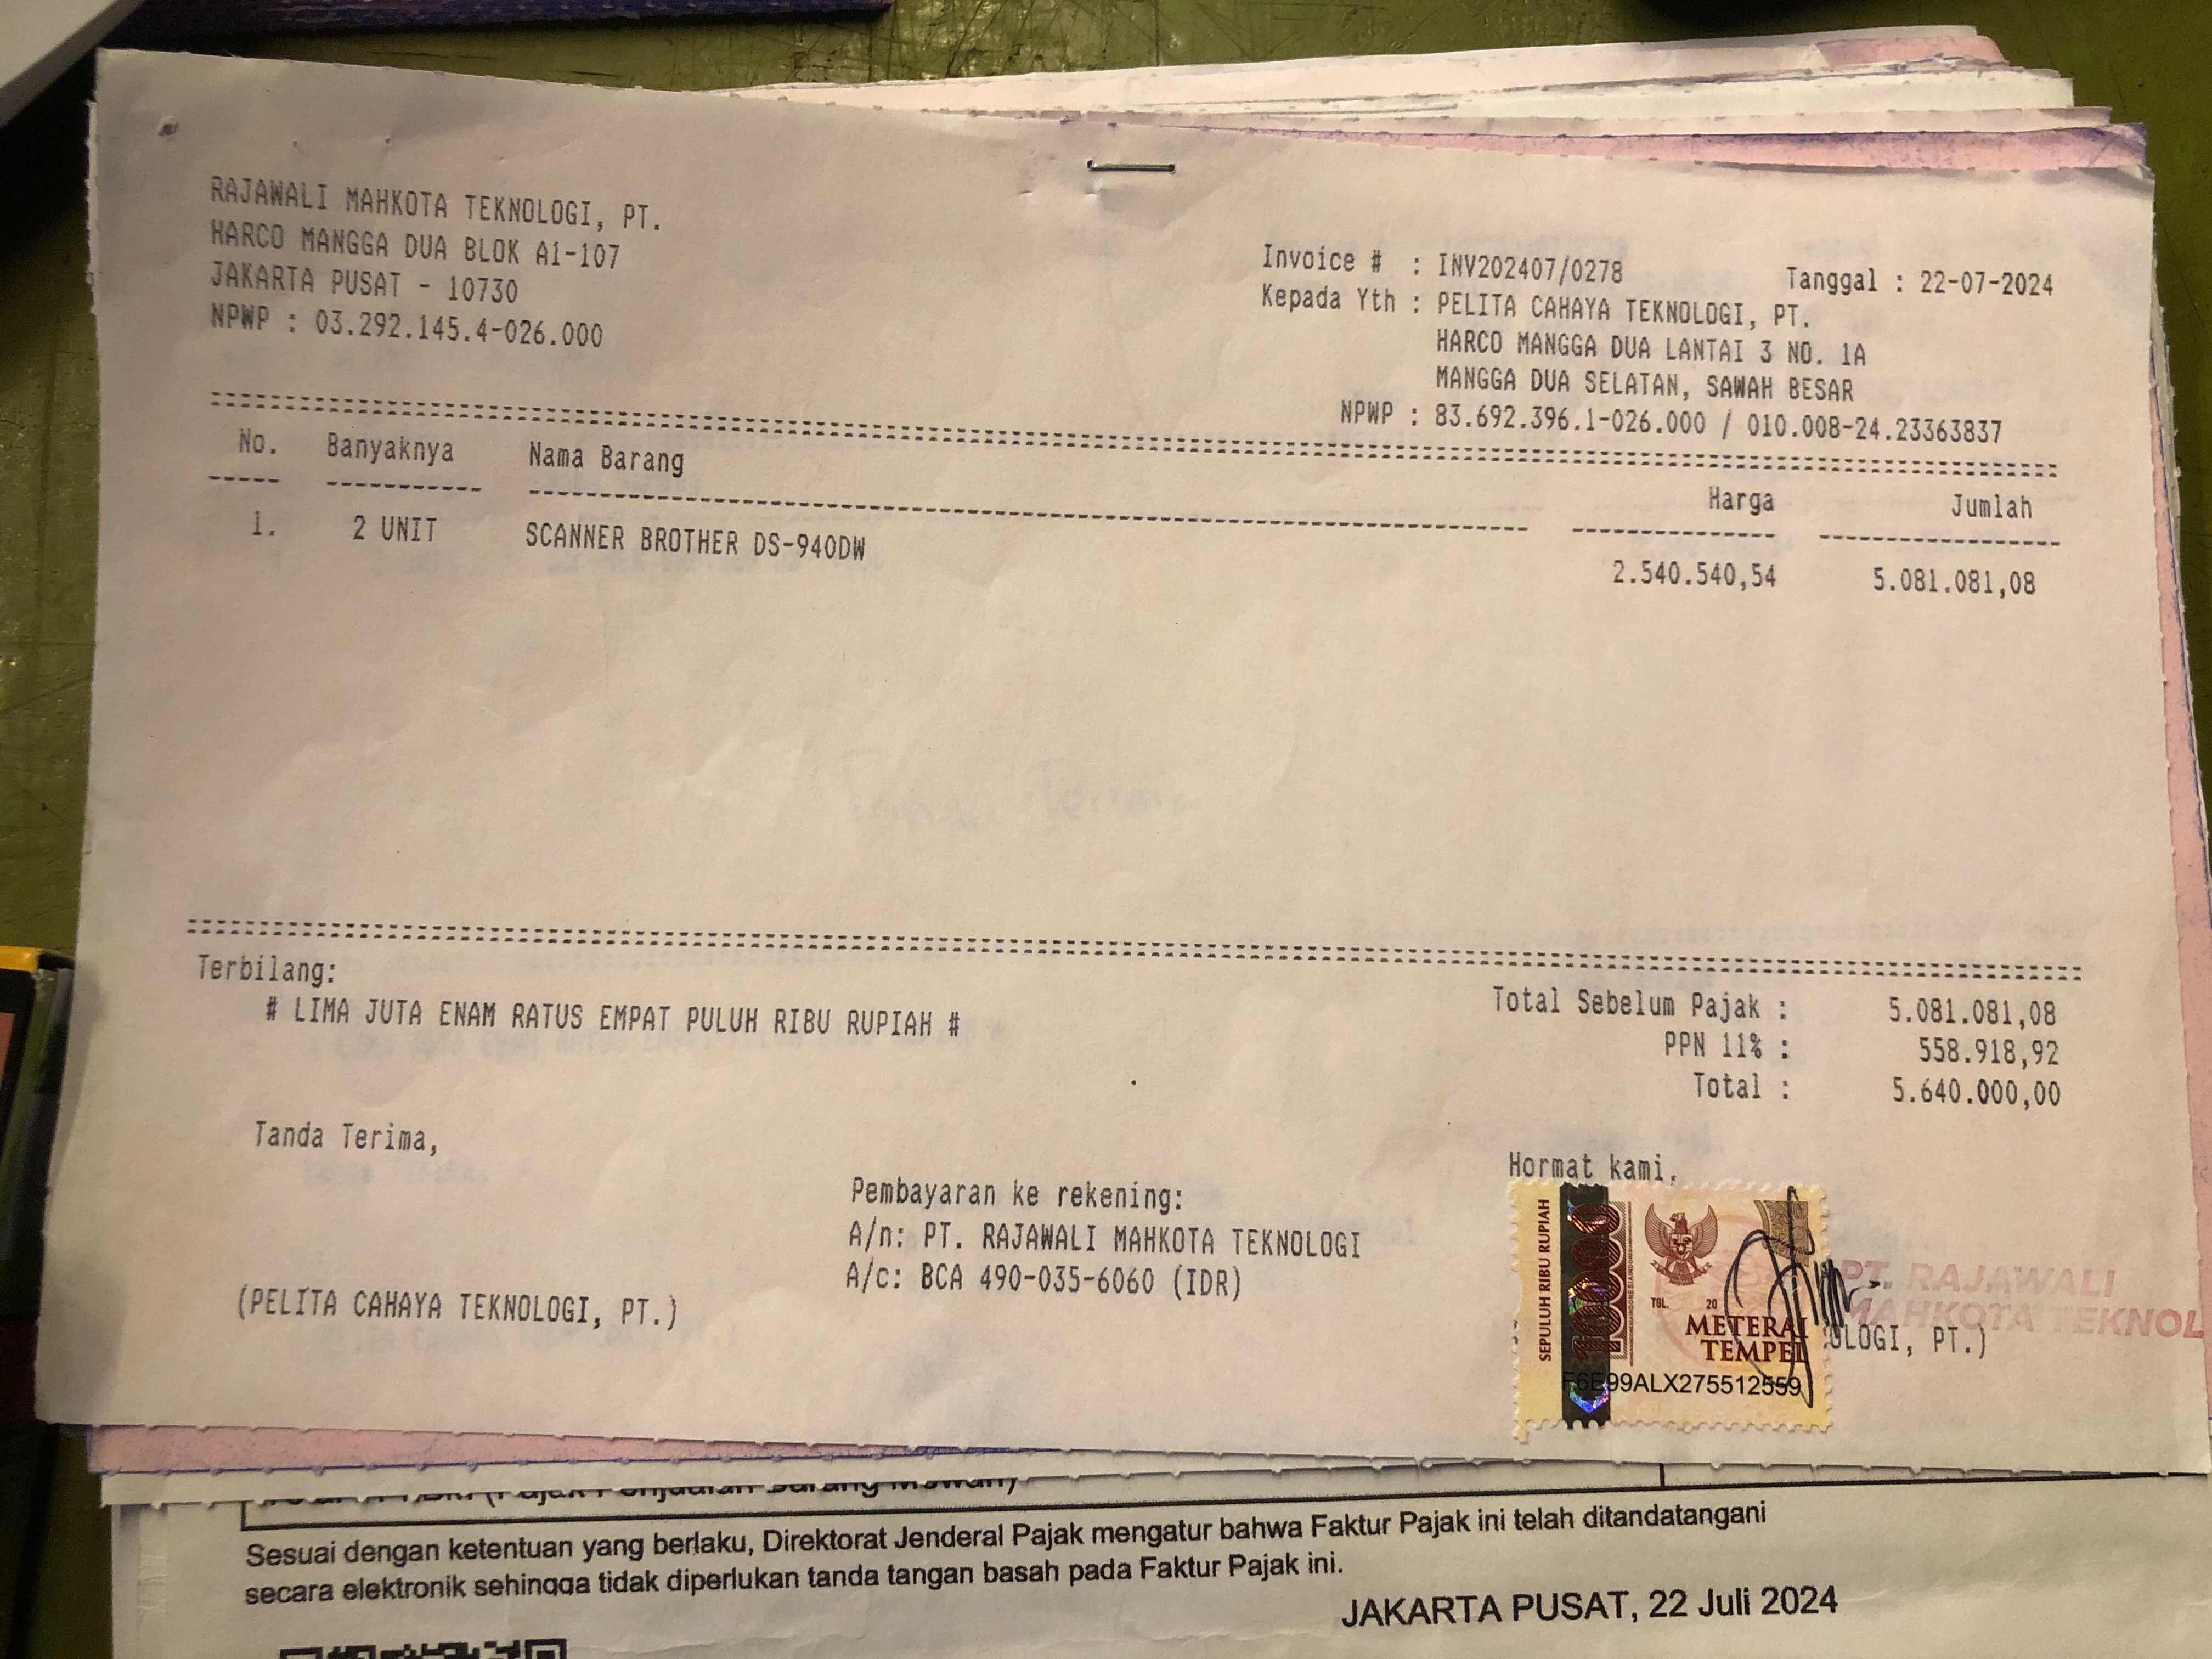 RAJAWALI MAHKOTA TEKNOLOGI, PT.
HARCO MANGGA DUA BLOK A1-107
JAKARTA PUSAT - 10730
NPWP : 03.292.145.4-026.000
Invoice # : INV202407/0278 Tanggal : 22-07-2024
Kepada Yth : PELITA CAHAYA TEKNOLOGI, PT.
HARCO MANGGA DUA LANTAI 3 NO. 1A
MANGGA DUA SELATAN, SAWAH BESAR
NPWP : 83.692.396.1-026.000 / 010.008-24.23363837
No. Banyaknya Nama Barang Harga Jumlah
1. 2 UNIT SCANNER BROTHER DS-940DW 2.540.540,54 5.081.081,08
Terbilang:
# LIMA JUTA ENAM RATUS EMPAT PULUH RIBU RUPIAH #
Total Sebelum Pajak : 5.081.081,08
PPN 11% : 558.918,92
Total : 5.640.000,00
Tanda Terima,
(PELITA CAHAYA TEKNOLOGI, PT.)
Pembayaran ke rekening:
A/n: PT. RAJAWALI MAHKOTA TEKNOLOGI
A/c: BCA 490-035-6060 (IDR)
Hormat kami,
SEPULUH RIBU RUPIAH
10000
TGL. 20
METERAI
TEMPEL
F6E99ALX275512559
PT. RAJAWALI
MAHKOTA TEKNOL
OLOGI, PT.)
Sesuai dengan ketentuan yang berlaku, Direktorat Jenderal Pajak mengatur bahwa Faktur Pajak ini telah ditandatangani
secara elektronik sehingga tidak diperlukan tanda tangan basah pada Faktur Pajak ini.
JAKARTA PUSAT, 22 Juli 2024